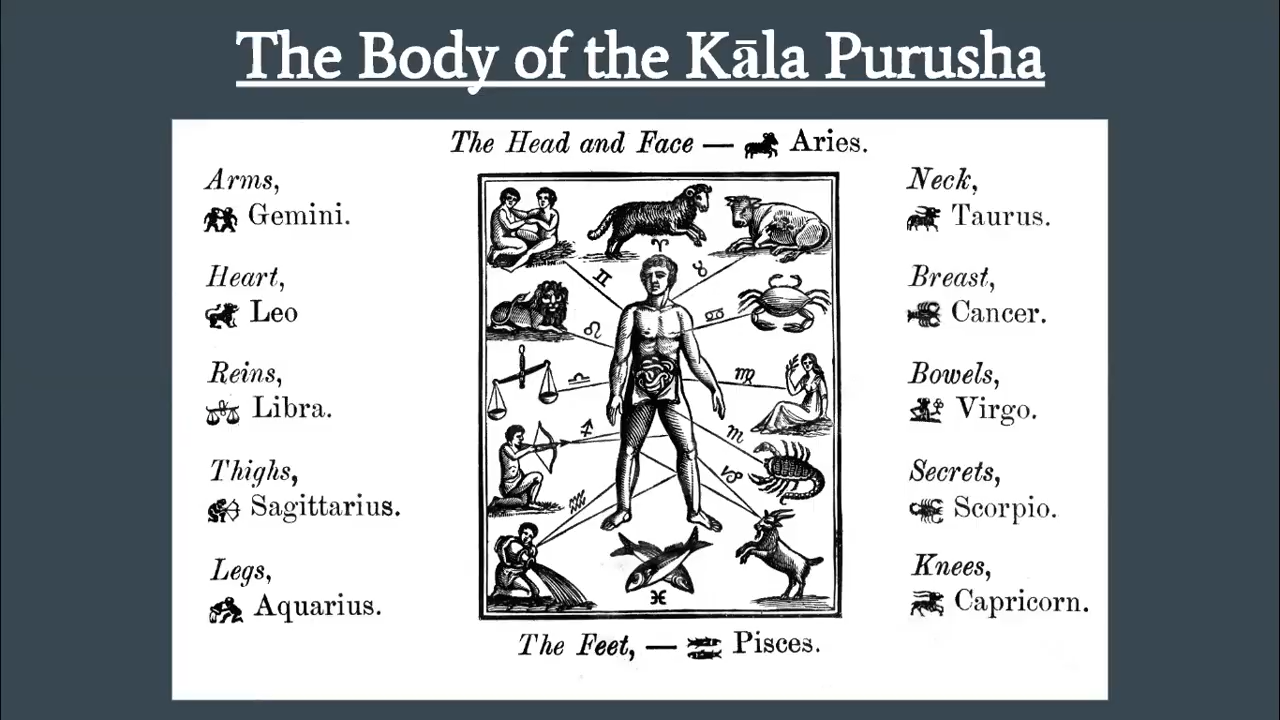 The Body of the Kāla Purusha
The Head and Face — Aries.
Arms,
Gemini.
Heart,
Leo
Reins,
Libra.
Thighs,
Sagittarius.
Legs,
Aquarius.
Neck,
Taurus.
Breast,
Cancer.
Bowels,
Virgo.
Secrets,
Scorpio.
Knees,
Capricorn.
♈
♉
♊
♋
♌
♍
♎
♏
♐
♑
♒
♓
The Feet, — Pisces.